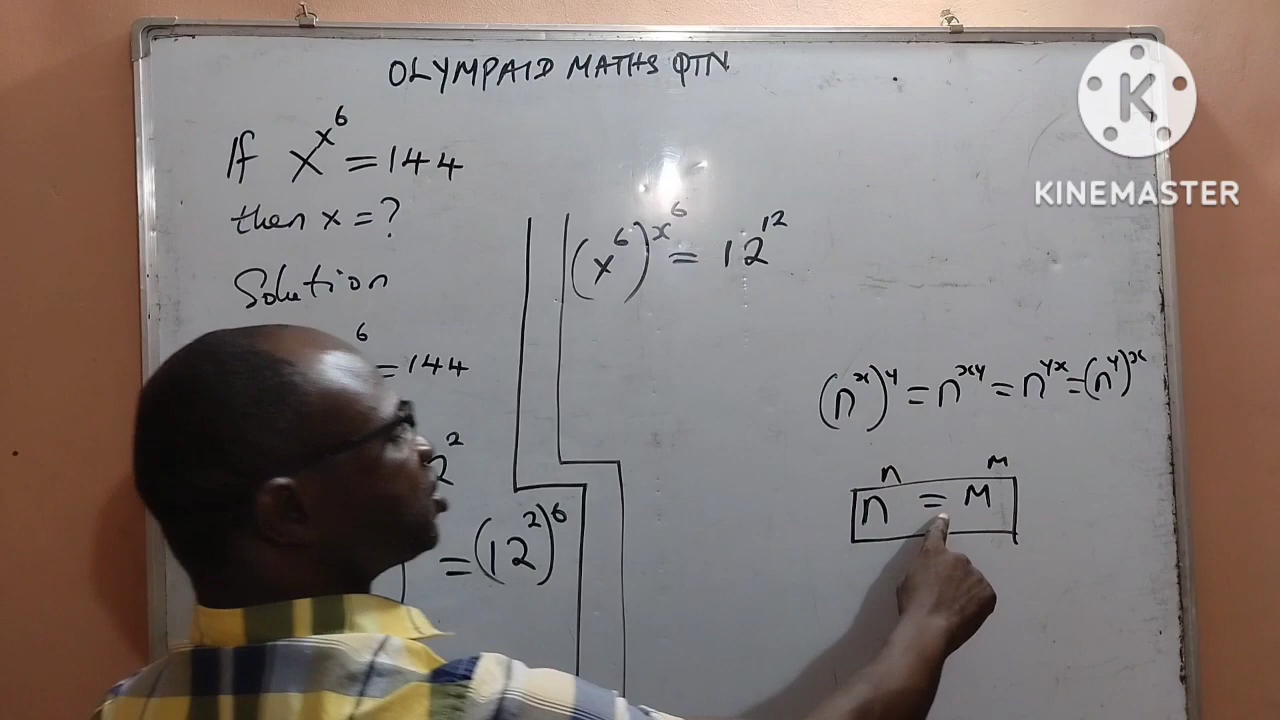 OLYMPAID MATHS QTN
If x^x^6 = 144
then x = ?
Solution
6 = 144
2^2
= (12^2)^6
(x^6)^x^6 = 12^12
(n^x)^y = n^xy = n^yx = (n^y)^x
n^n = m^m
K
KINEMASTER